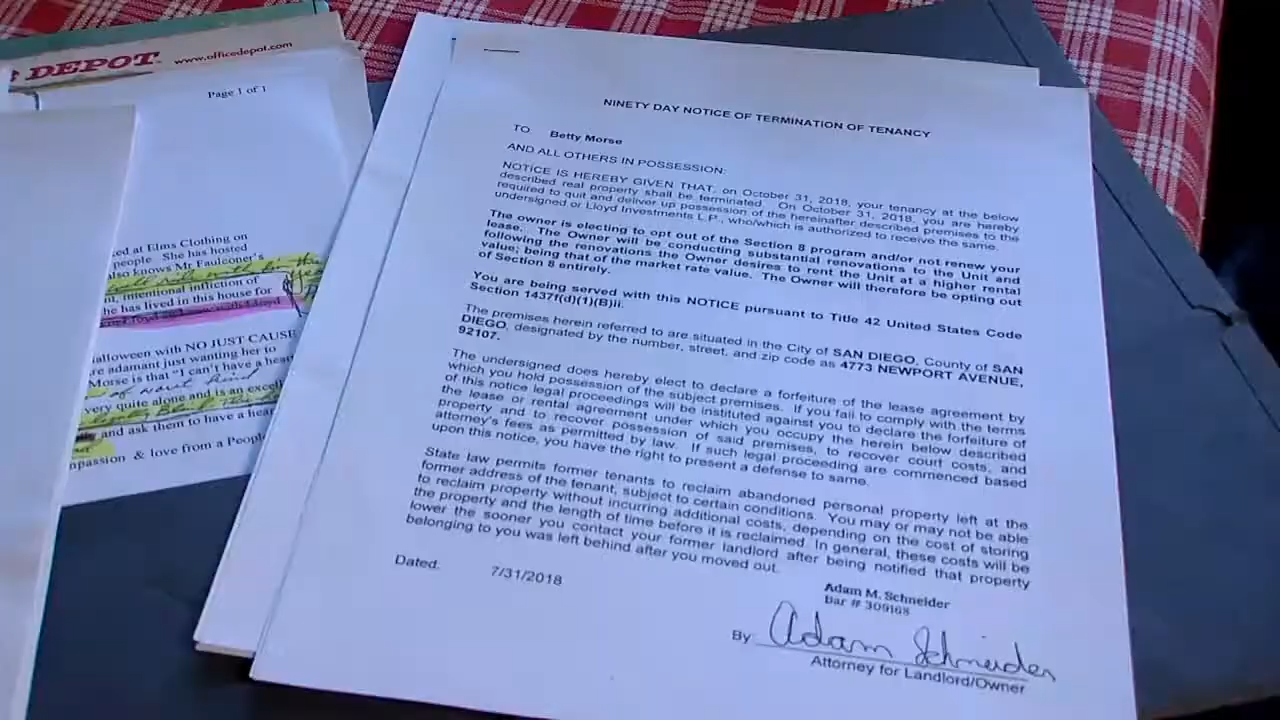 DEPOT.
www.officedepot.com
Page 1 of 1
ed at Elms Clothing on
people. She has hosted
also knows Mr Faulconer's
n, intentional infliction of
he has lived in this house for
alloween with NO JUST CAUSE
re adamant just wanting her to
Morse is that "I can't have a hear
of worst kind
very quite alone and is an excell
and ask them to have a hear
mpassion & love from a People
NINETY DAY NOTICE OF TERMINATION OF TENANCY
TO Betty Morse
AND ALL OTHERS IN POSSESSION:
NOTICE IS HEREBY GIVEN THAT, on October 31, 2018, your tenancy at the below
described real property shall be terminated. On October 31, 2018, you are hereby
required to quit and deliver up possession of the hereinafter described premises to the
undersigned or Lloyd Investments L.P., who/which is authorized to receive the same.
The owner is electing to opt out of the Section 8 program and/or not renew your
lease. The Owner will be conducting substantial renovations to the Unit and
following the renovations the Owner desires to rent the Unit at a higher rental
value; being that of the market rate value. The Owner will therefore be opting out
of Section 8 entirely.
You are being served with this NOTICE pursuant to Title 42 United States Code
Section 1437f(d)(1)(B)ii.
The premises herein referred to are situated in the City of SAN DIEGO, County of SAN
DIEGO, designated by the number, street, and zip code as 4773 NEWPORT AVENUE,
92107.
The undersigned does hereby elect to declare a forfeiture of the lease agreement by
which you hold possession of the subject premises. If you fail to comply with the terms
of this notice legal proceedings will be instituted against you to declare the forfeiture of
the lease or rental agreement under which you occupy the herein below described
property and to recover possession of said premises, to recover court costs, and
attorney's fees as permitted by law. If such legal proceeding are commenced based
upon this notice, you have the right to present a defense to same.
State law permits former tenants to reclaim abandoned personal property left at the
former address of the tenant, subject to certain conditions. You may or may not be able
to reclaim property without incurring additional costs, depending on the cost of storing
the property and the length of time before it is reclaimed. In general, these costs will be
lower the sooner you contact your former landlord after being notified that property
belonging to you was left behind after you moved out.
Dated. 7/31/2018
Adam M. Schneider
Bar # 309168
By: Adam Schneider
Attorney for Landlord/Owner